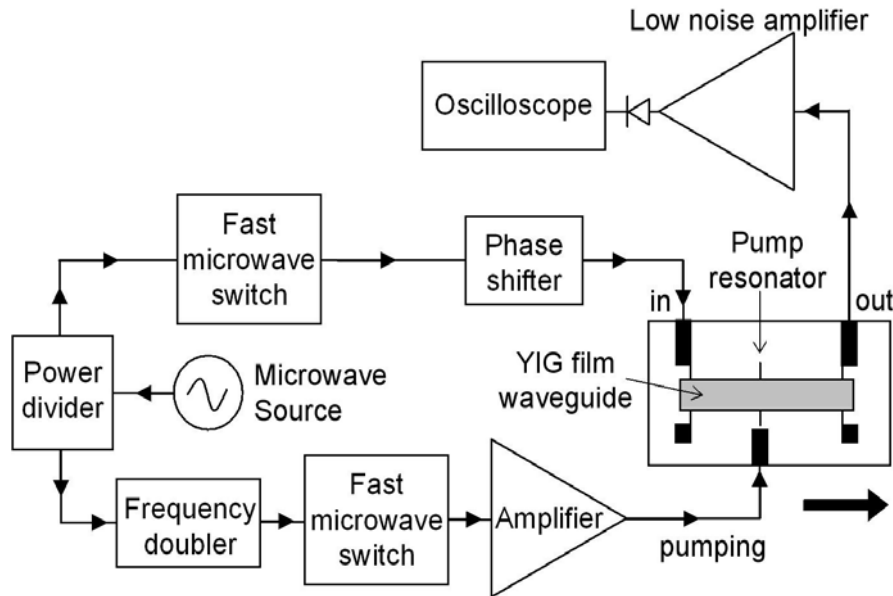 Low noise amplifier
Oscilloscope
Fast
microwave
switch
Phase
shifter
Pump
resonator
in
out
YIG film
waveguide
Power
divider
Microwave
Source
Frequency
doubler
Fast
microwave
switch
Amplifier
pumping